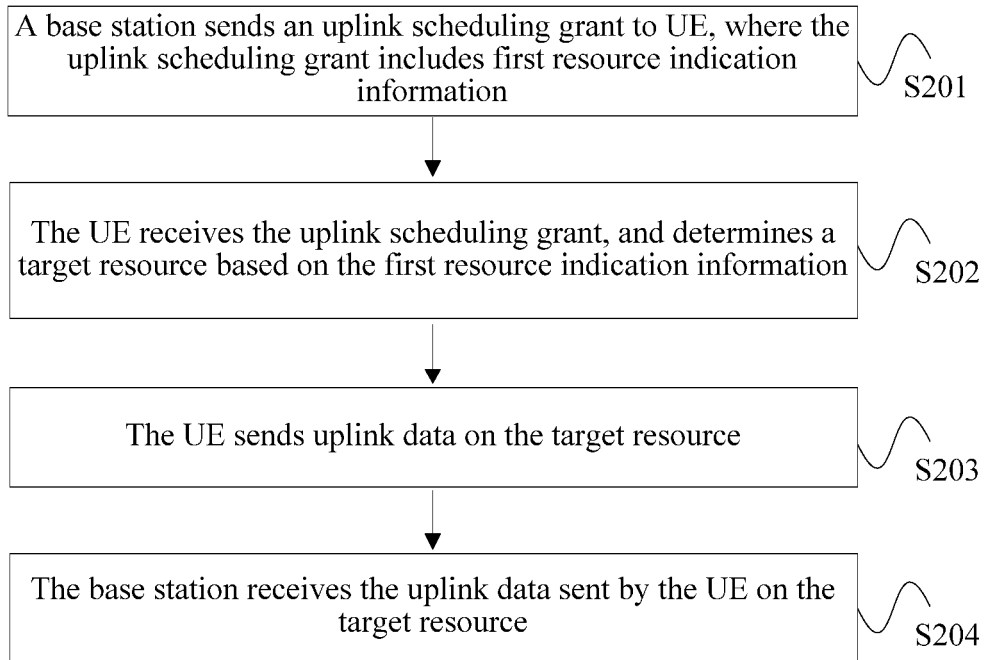 A base station sends an uplink scheduling grant to UE, where the
uplink scheduling grant includes first resource indication
information
S201
The UE receives the uplink scheduling grant, and determines a
target resource based on the first resource indication information
S202
The UE sends uplink data on the target resource
S203
The base station receives the uplink data sent by the UE on the
target resource
S204